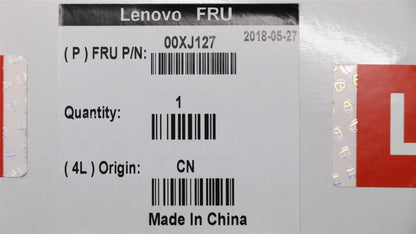 Lenovo FRU
2018-05-27
( P ) FRU P/N: 00XJ127
Quantity: 1
( 4L ) Origin: CN
Made In China
L